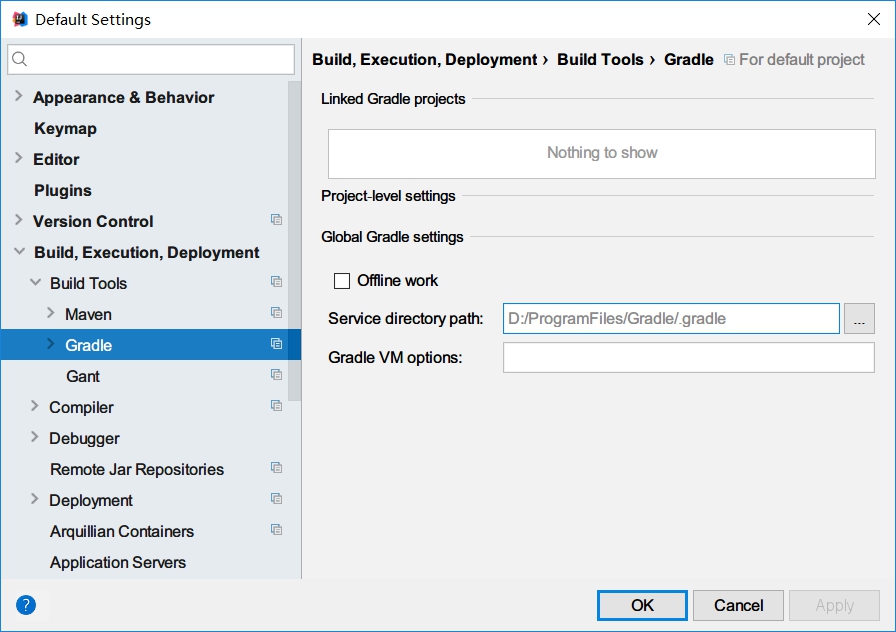 Default Settings
Build, Execution, Deployment › Build Tools › Gradle For default project
Appearance & Behavior
Keymap
Editor
Plugins
Version Control
Build, Execution, Deployment
Build Tools
Maven
Gradle
Gant
Compiler
Debugger
Remote Jar Repositories
Deployment
Arquillian Containers
Application Servers
Linked Gradle projects
Nothing to show
Project-level settings
Global Gradle settings
Offline work
Service directory path: D:/ProgramFiles/Gradle/.gradle ...
Gradle VM options:
? OK Cancel Apply